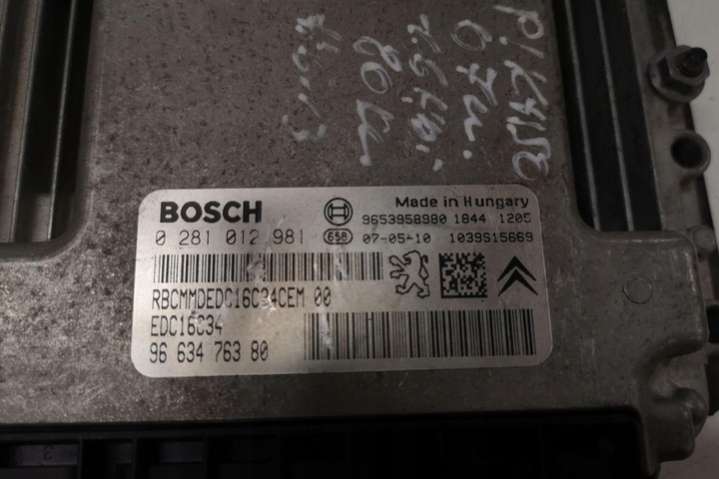 BOSCH
Made in Hungary
9653958980 1844 1205
0 281 012 981
658
07-05-10 1039S15669
RBCMMDEDC16C34CEM 00
EDC16C34
96 634 763 80